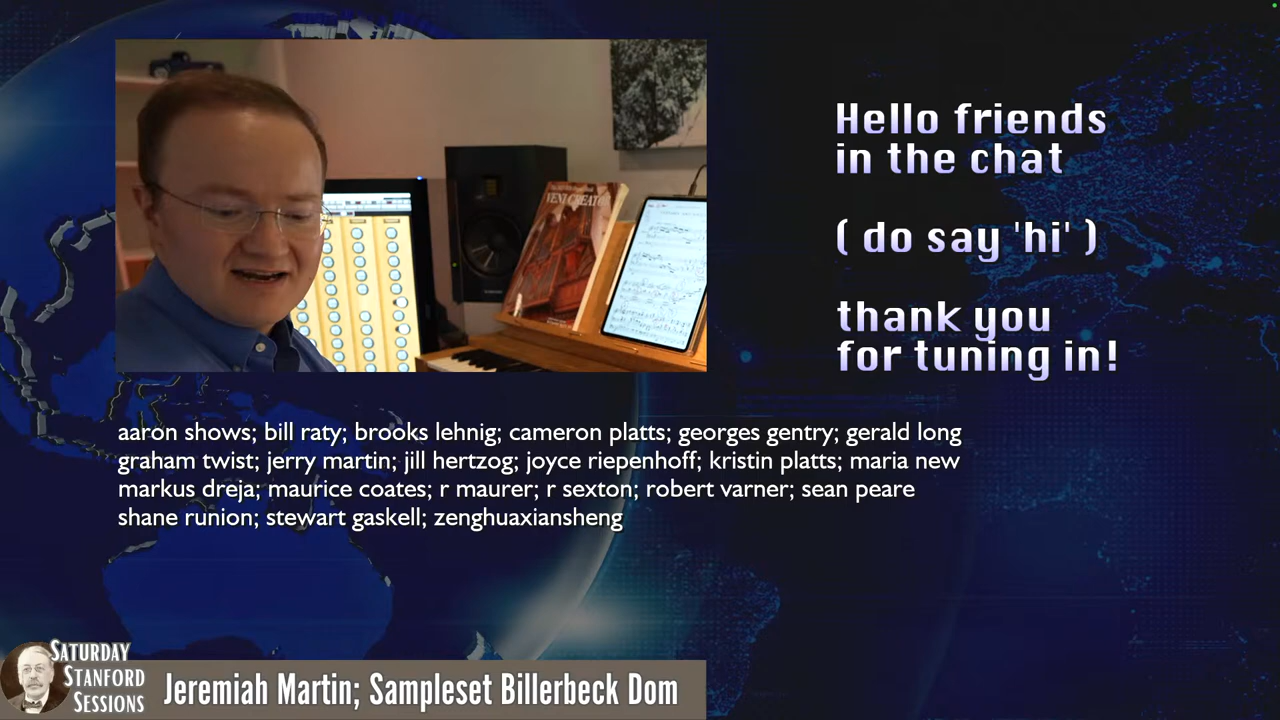 VENI CREATOR
Hello friends
in the chat
( do say 'hi' )
thank you
for tuning in!
aaron shows; bill raty; brooks lehnig; cameron platts; georges gentry; gerald long
graham twist; jerry martin; jill hertzog; joyce riepenhoff; kristin platts; maria new
markus dreja; maurice coates; r maurer; r sexton; robert varner; sean peare
shane runion; stewart gaskell; zenghuaxiansheng
SATURDAY
STANFORD
SESSIONS
Jeremiah Martin; Sampleset Billerbeck Dom